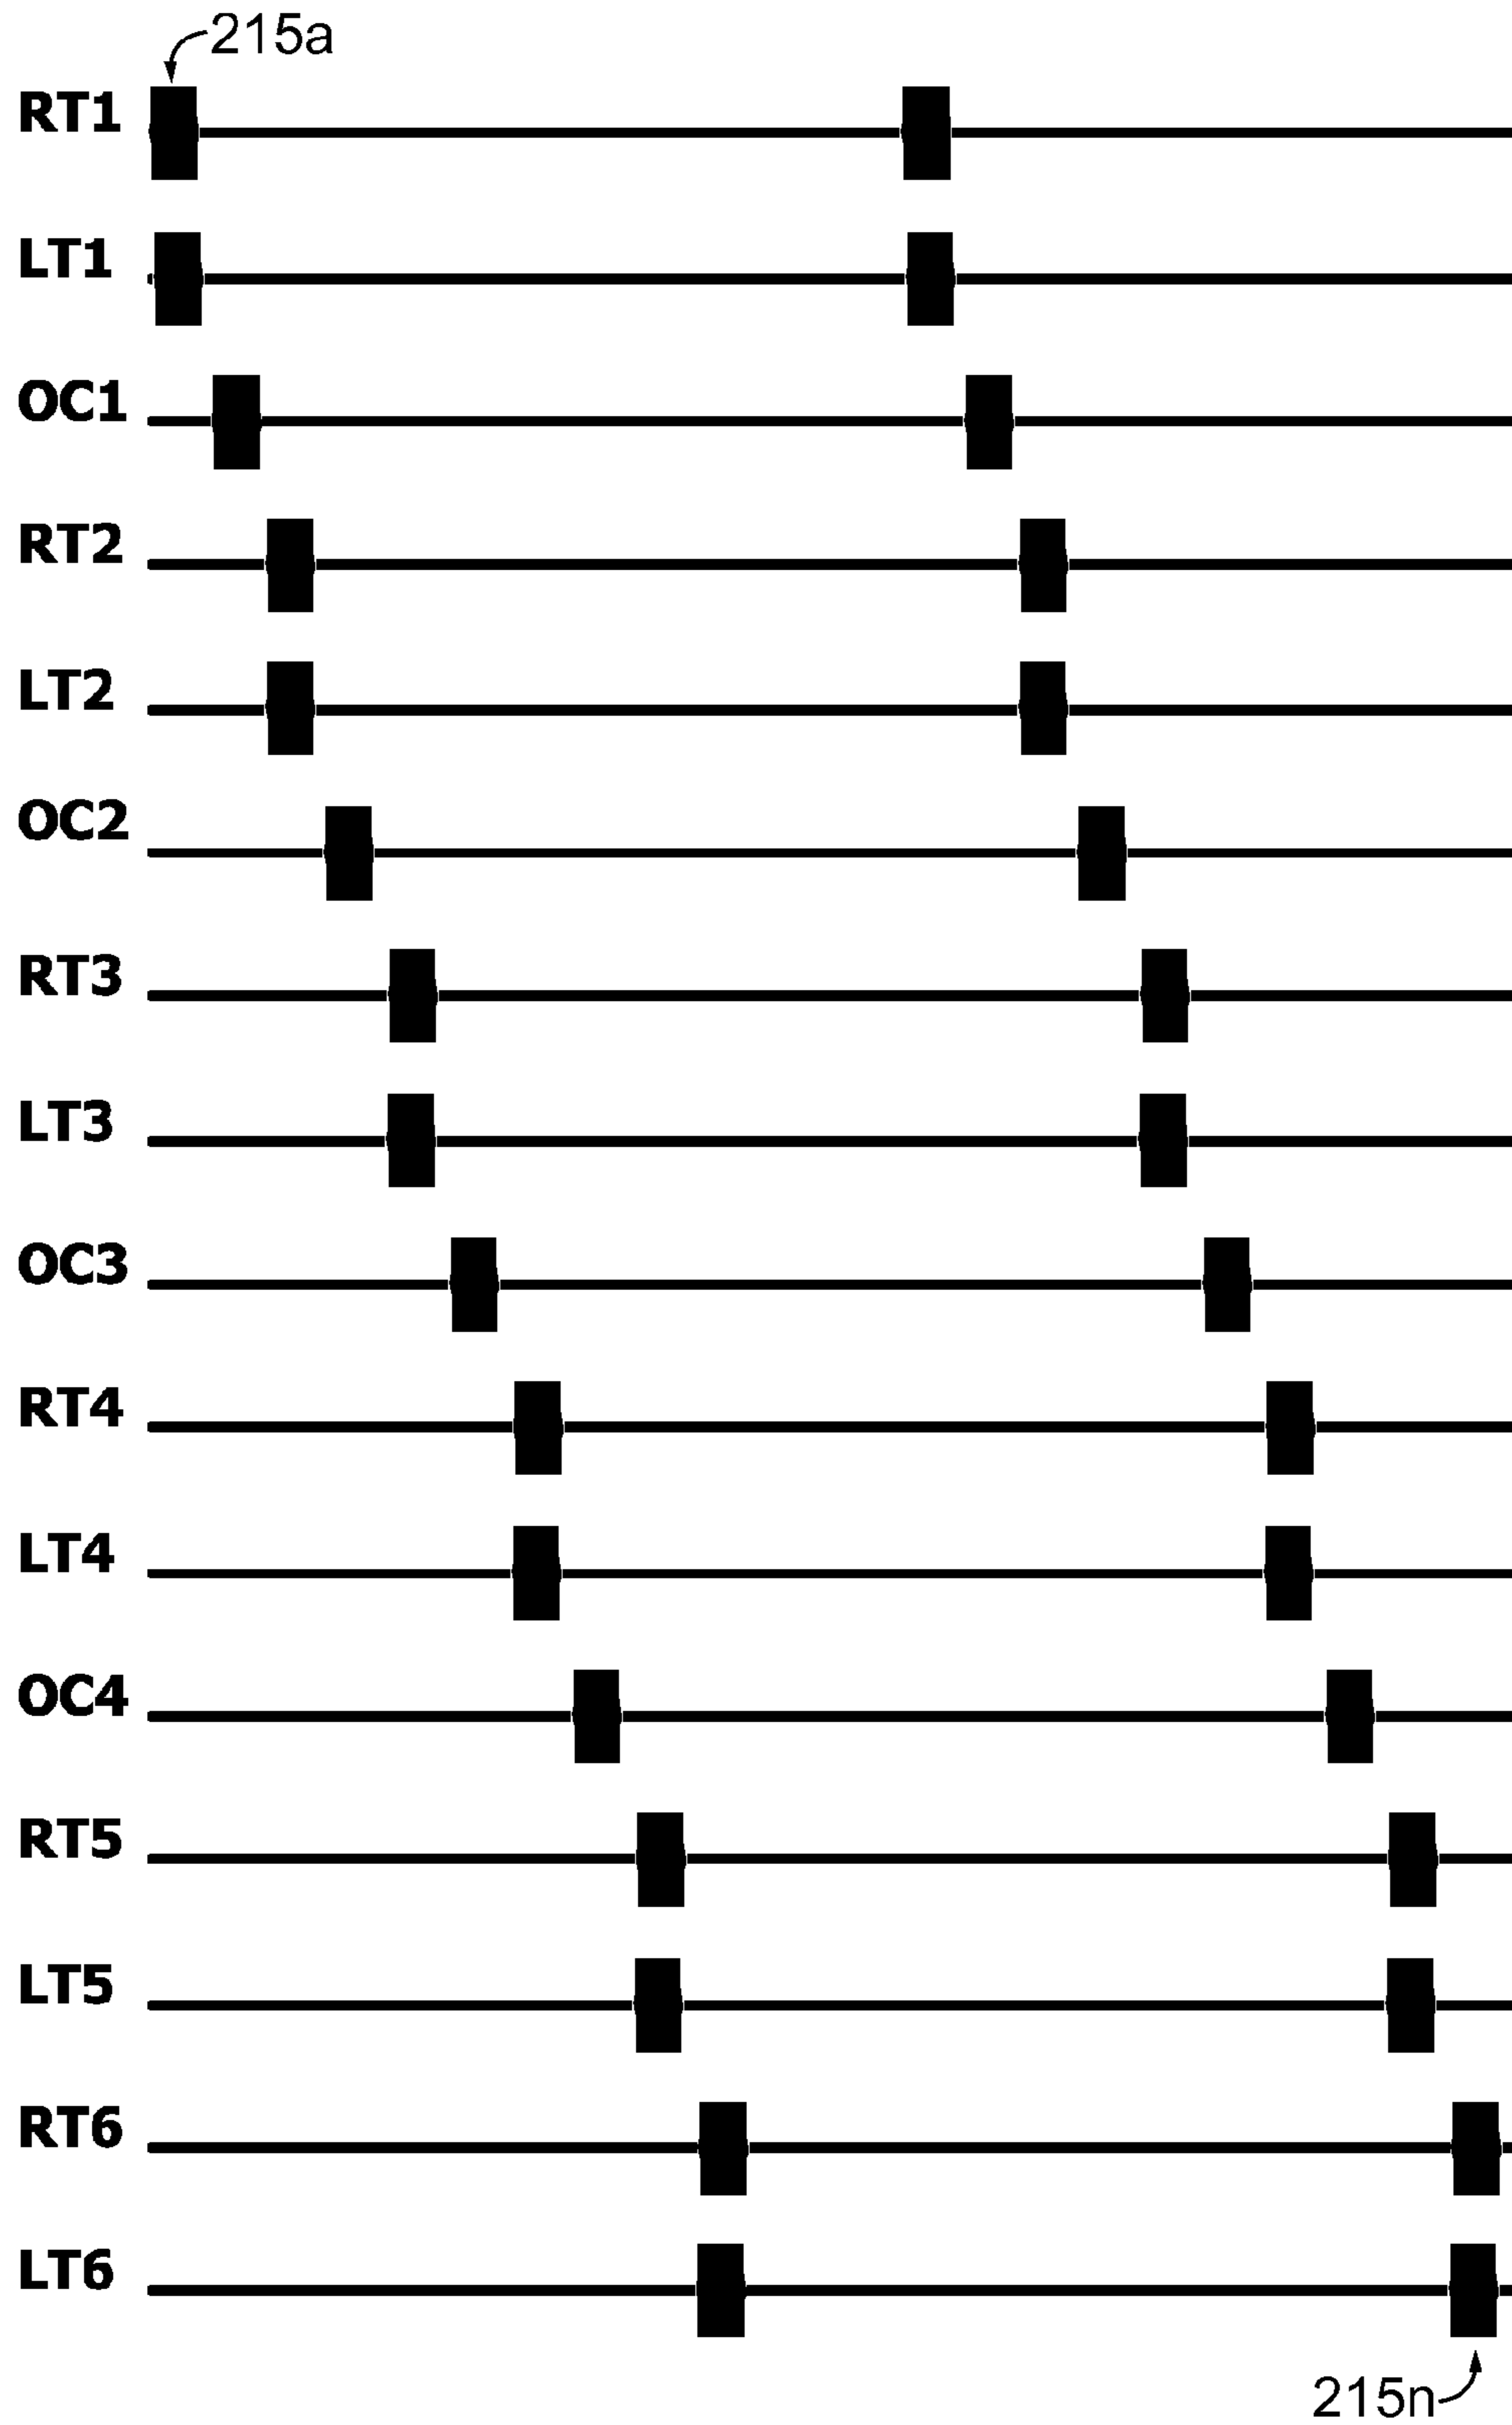 215a
RT1
LT1
OC1
RT2
LT2
OC2
RT3
LT3
OC3
RT4
LT4
OC4
RT5
LT5
RT6
LT6
215n